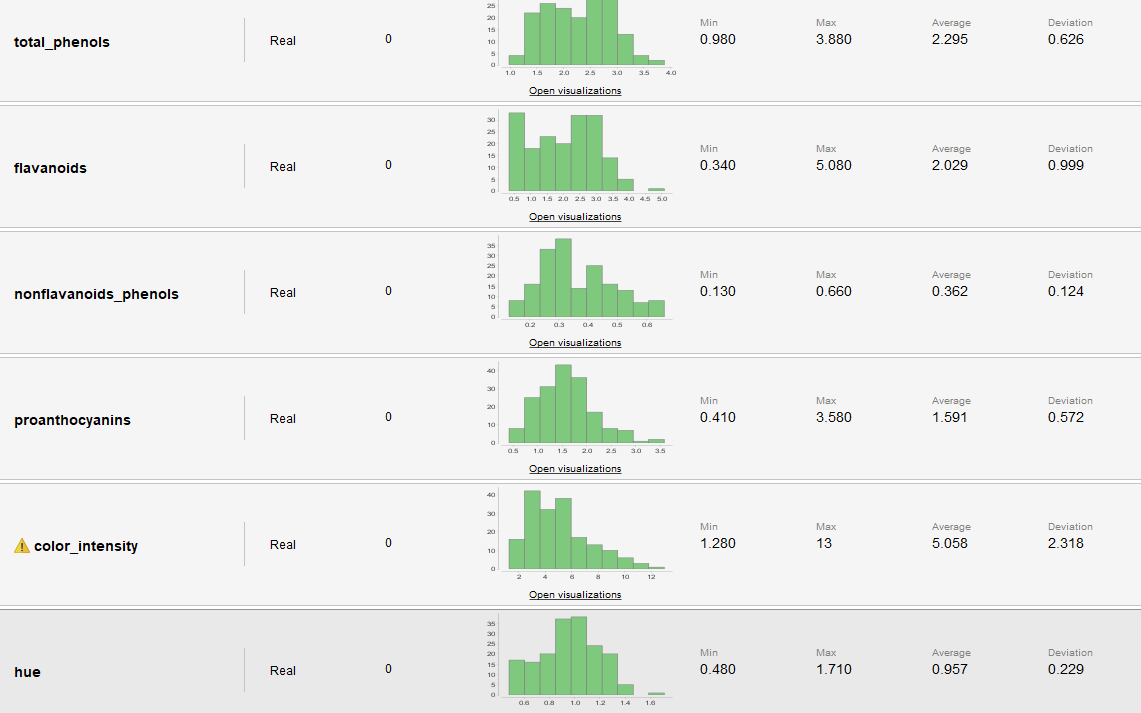 25
20
15
10
5
0
1.0 1.5 2.0 2.5 3.0 3.5 4.0
total_phenols Real 0 Min Max Average Deviation
0.980 3.880 2.295 0.626
Open visualizations
30
25
20
15
10
5
0
0.5 1.0 1.5 2.0 2.5 3.0 3.5 4.0 4.5 5.0
flavanoids Real 0 Min Max Average Deviation
0.340 5.080 2.029 0.999
Open visualizations
35
30
25
20
15
10
5
0
0.2 0.3 0.4 0.5 0.6
nonflavanoids_phenols Real 0 Min Max Average Deviation
0.130 0.660 0.362 0.124
Open visualizations
40
30
20
10
0
0.5 1.0 1.5 2.0 2.5 3.0 3.5
proanthocyanins Real 0 Min Max Average Deviation
0.410 3.580 1.591 0.572
Open visualizations
40
30
20
10
0
2 4 6 8 10 12
color_intensity Real 0 Min Max Average Deviation
1.280 13 5.058 2.318
Open visualizations
35
30
25
20
15
10
5
0
0.6 0.8 1.0 1.2 1.4 1.6
hue Real 0 Min Max Average Deviation
0.480 1.710 0.957 0.229